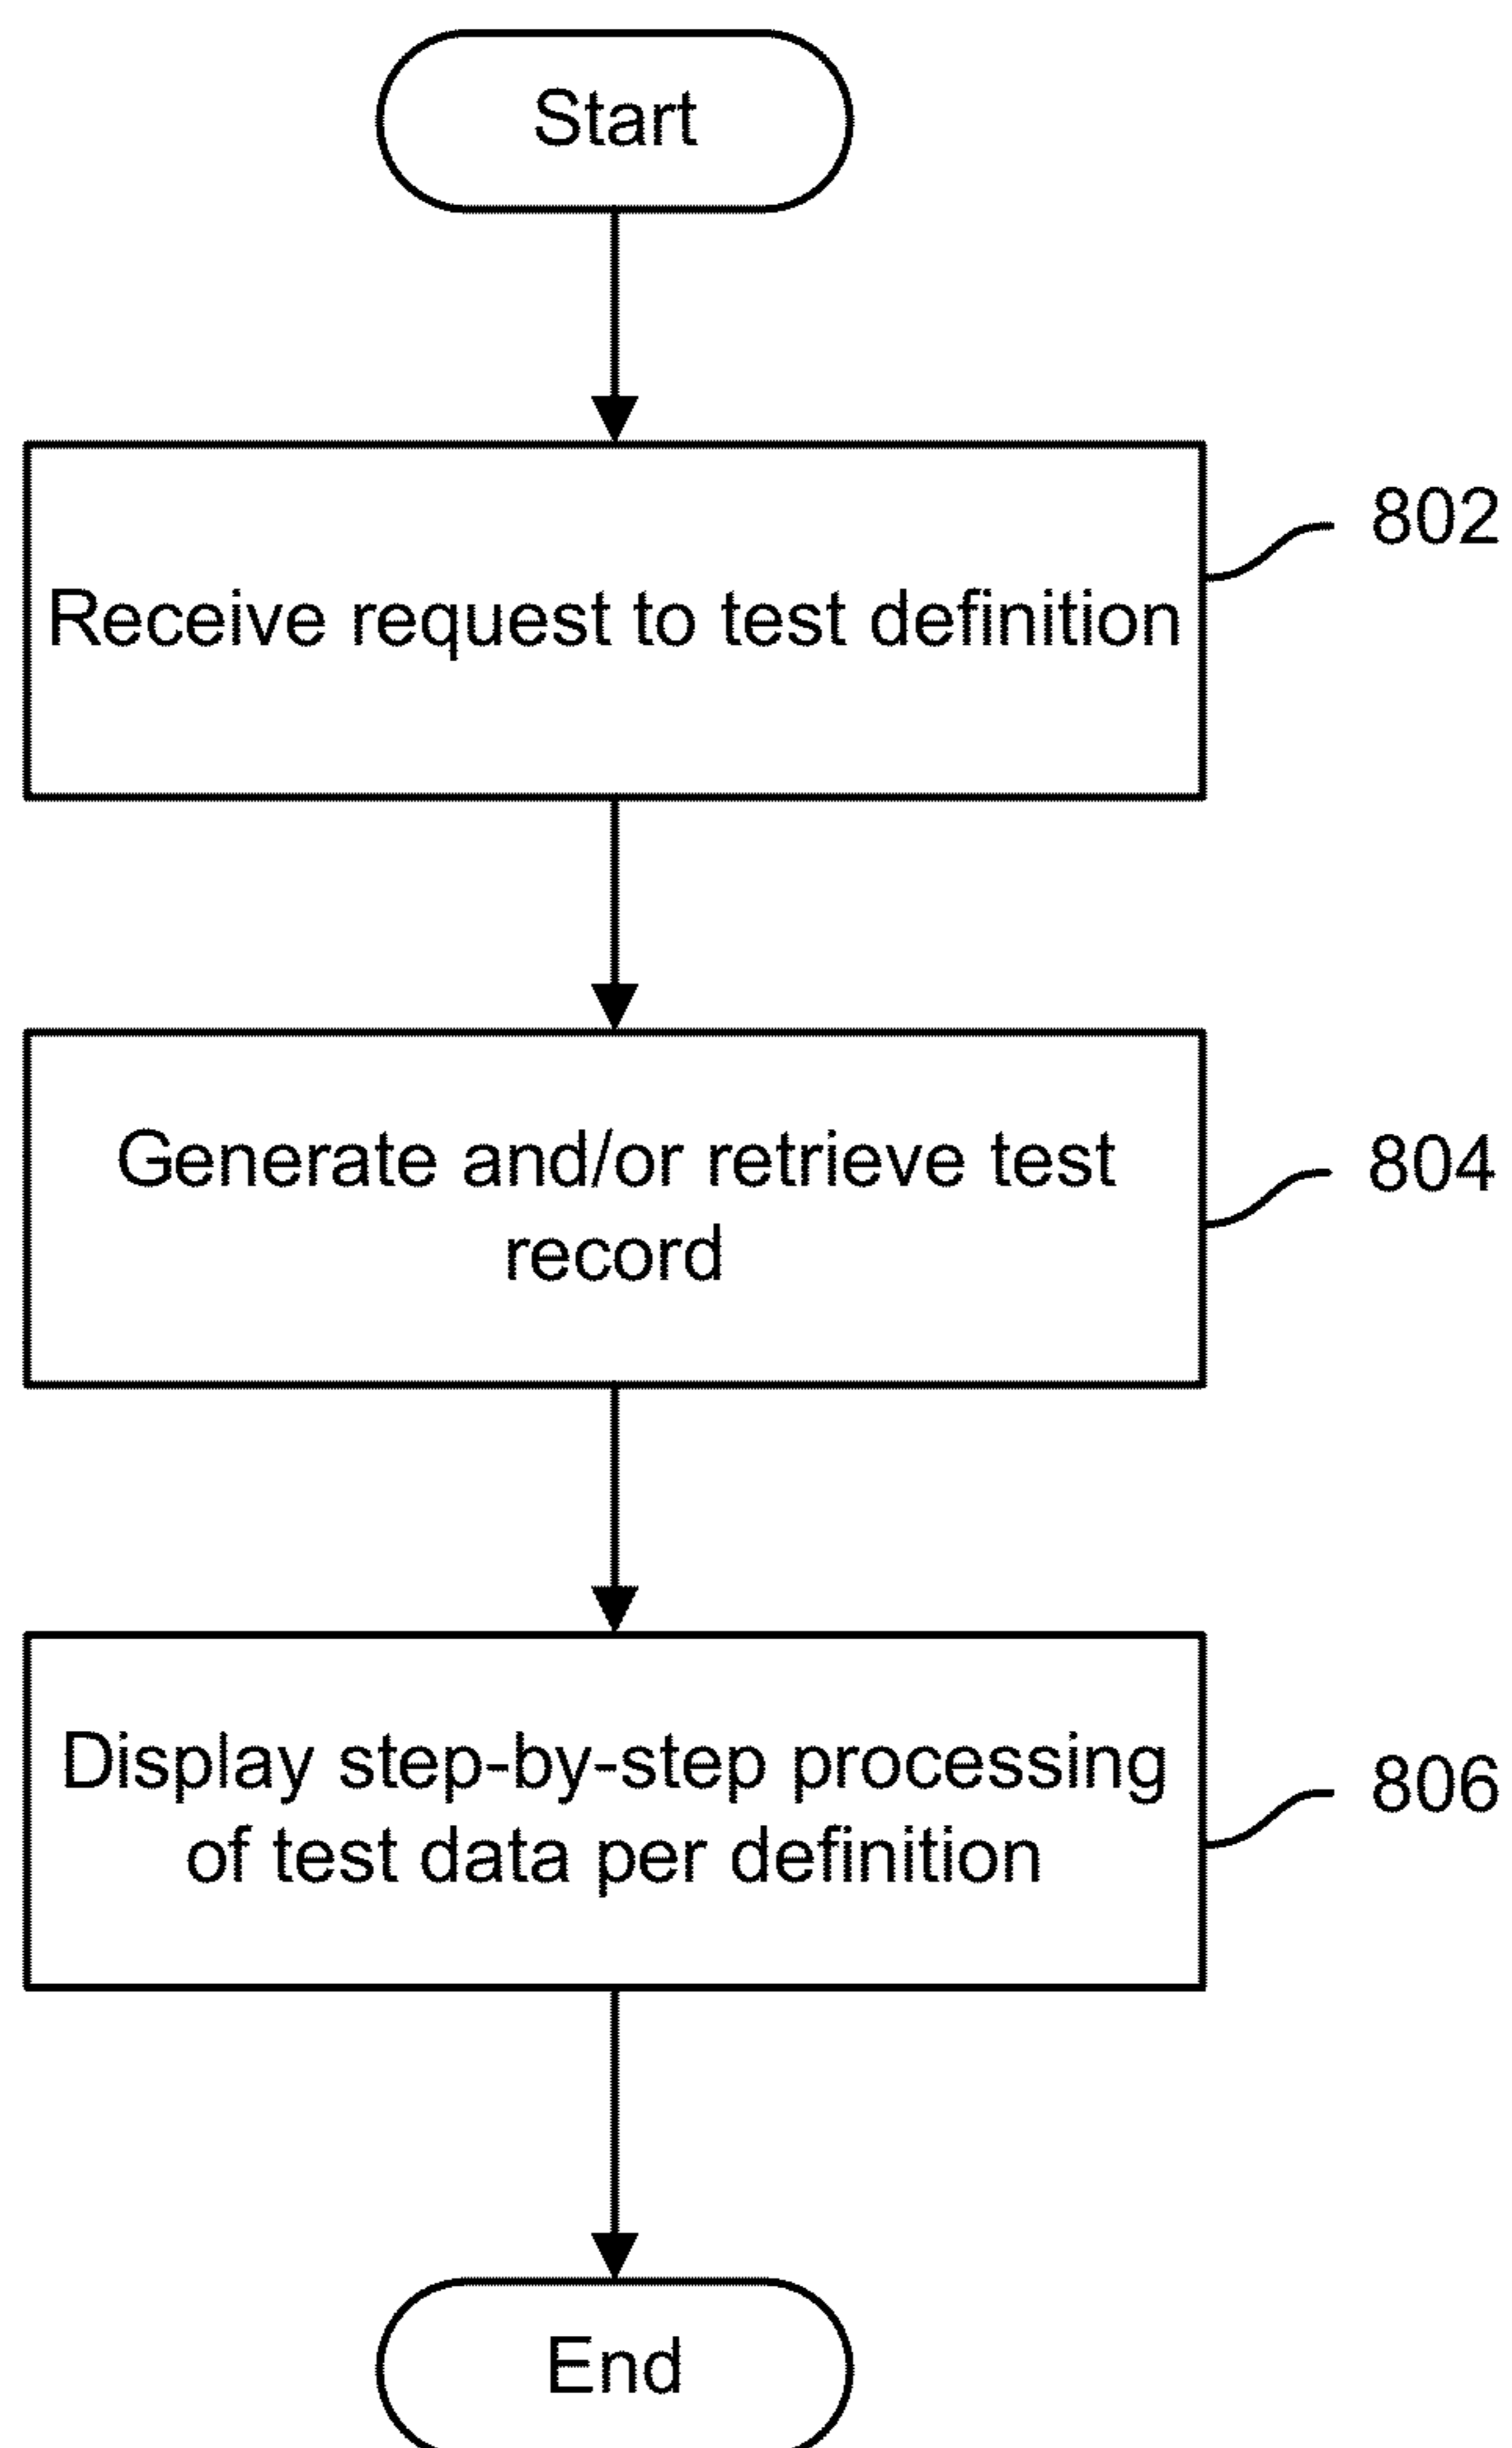 Start
Receive request to test definition
802
Generate and/or retrieve test
record
804
Display step-by-step processing
of test data per definition
806
End